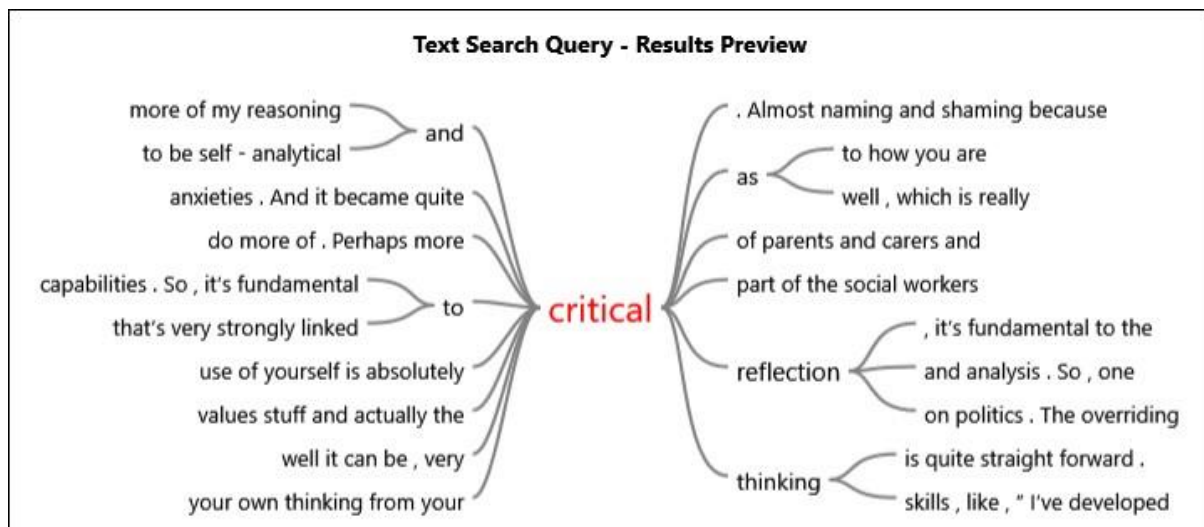 Text Search Query - Results Preview
more of my reasoning
to be self - analytical
and
anxieties . And it became quite
do more of . Perhaps more
capabilities . So , it's fundamental
that's very strongly linked
to
use of yourself is absolutely
values stuff and actually the
well it can be , very
your own thinking from your
critical
. Almost naming and shaming because
as
to how you are
well , which is really
of parents and carers and
part of the social workers
reflection
, it's fundamental to the
and analysis . So , one
on politics . The overriding
thinking
is quite straight forward .
skills , like , " I've developed